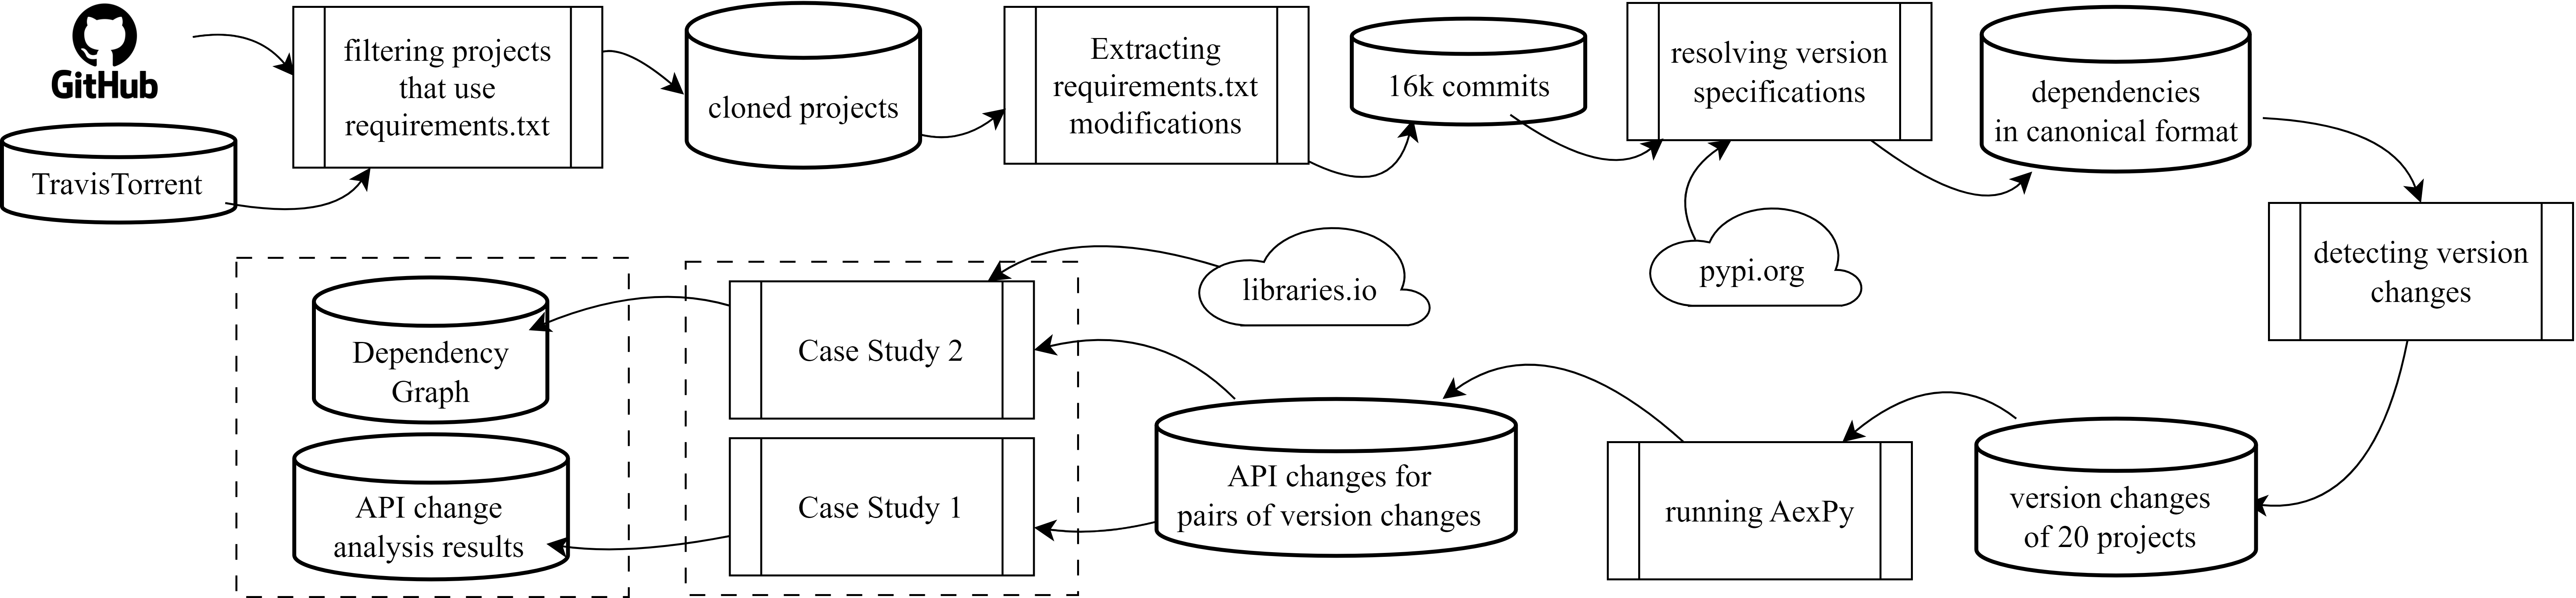 GitHub
TravisTorrent
filtering projects
that use
requirements.txt
cloned projects
Extracting
requirements.txt
modifications
16k commits
resolving version
specifications
dependencies
in canonical format
pypi.org
detecting version
changes
version changes
of 20 projects
running AexPy
API changes for
pairs of version changes
libraries.io
Case Study 2
Case Study 1
Dependency
Graph
API change
analysis results